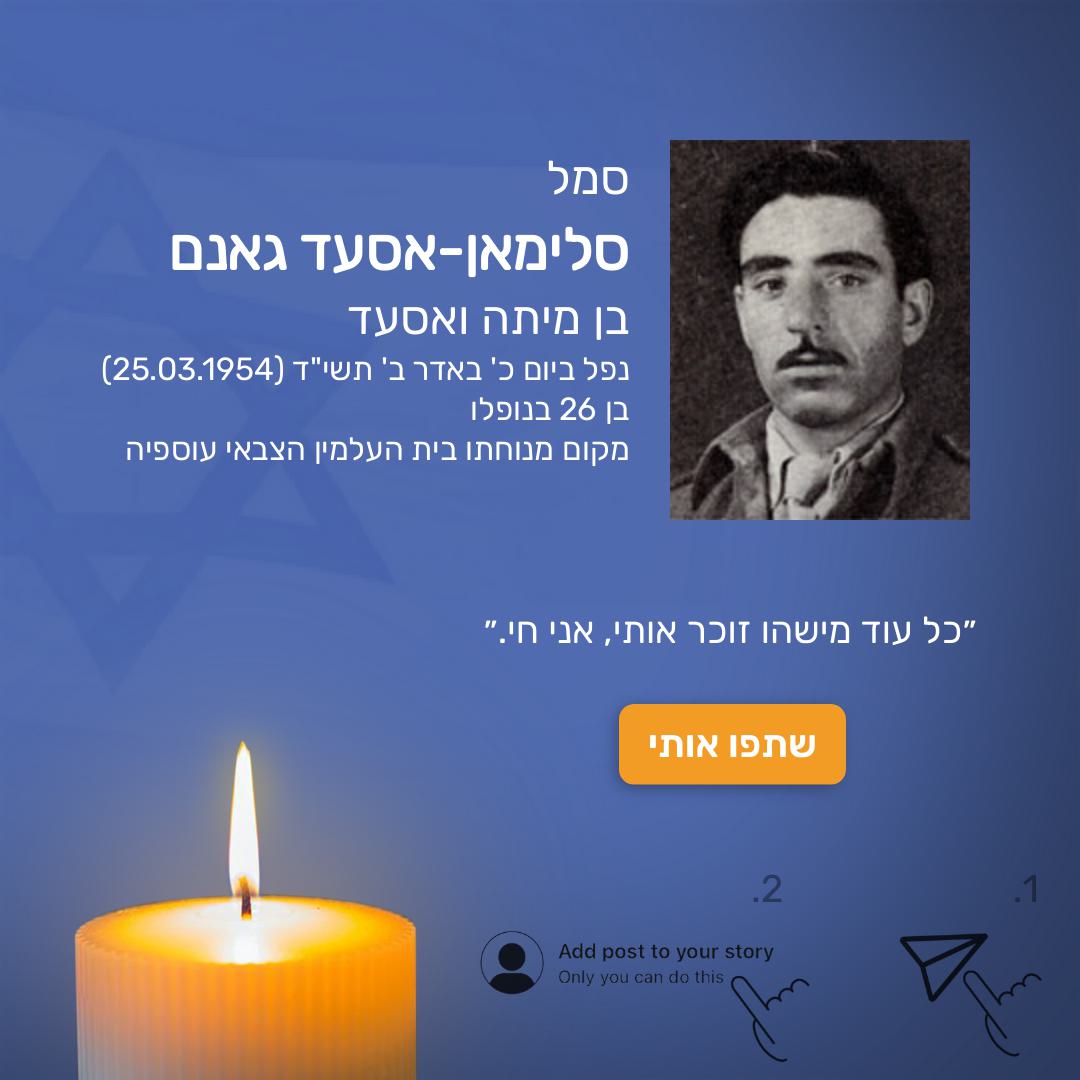 סמל
סלימאן-אסעד גאנם
בן מיתה ואסעד
נפל ביום כ' באדר ב' תשי"ד (25.03.1954)
בן 26 בנופלו
מקום מנוחתו בית העלמין הצבאי עוספיה
״כל עוד מישהו זוכר אותי, אני חי.״
שתפו אותי
1.
2.
Add post to your story
Only you can do this